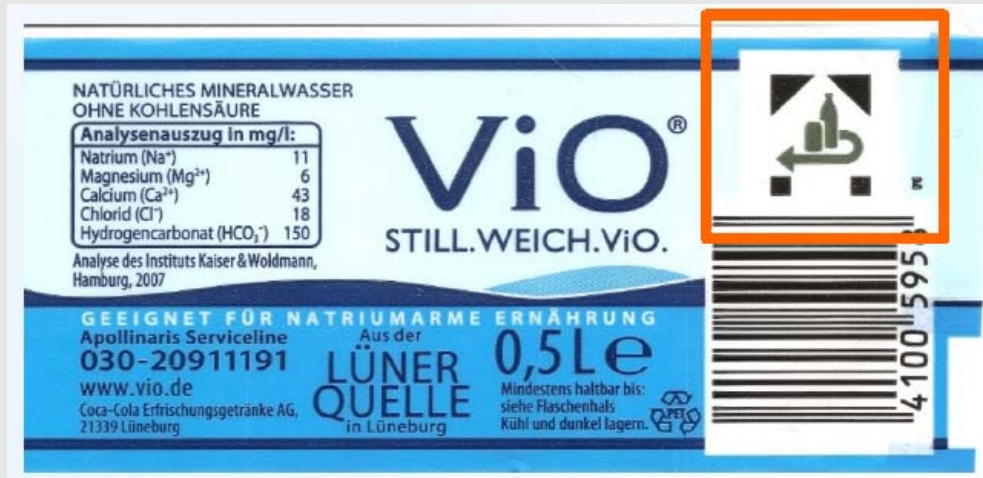 NATÜRLICHES MINERALWASSER
OHNE KOHLENSÄURE
Analysenauszug in mg/l:
Natrium (Na⁺) 11
Magnesium (Mg²⁺) 6
Calcium (Ca²⁺) 43
Chlorid (Cl⁻) 18
Hydrogencarbonat (HCO₃⁻) 150
Analyse des Instituts Kaiser & Woldmann,
Hamburg, 2007
ViO®
STILL.WEICH.ViO.
GEEIGNET FÜR NATRIUMARME ERNÄHRUNG
Apollinaris Serviceline
030-20911191
www.vio.de
Coca-Cola Erfrischungsgetränke AG,
21339 Lüneburg
Aus der
LÜNER
QUELLE
in Lüneburg
0,5 L e
Mindestens haltbar bis:
siehe Flaschenhals
Kühl und dunkel lagern.
PET
4100 595